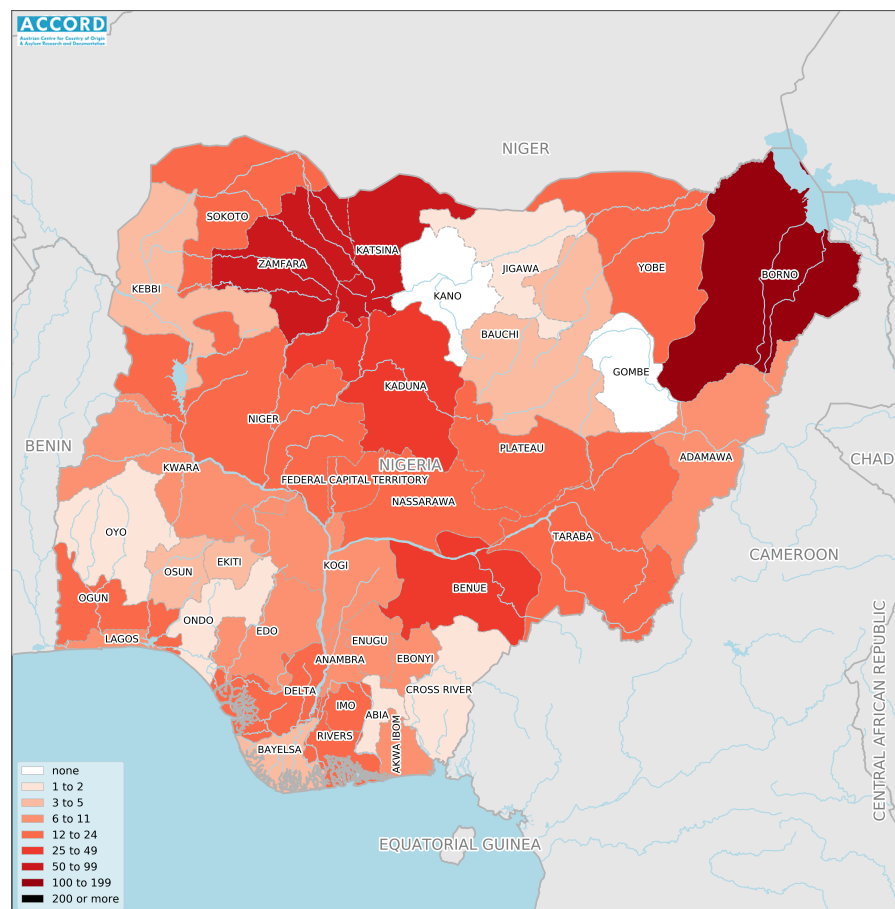 ACCORD
Austrian Centre for Country of Origin
& Asylum Research and Documentation
NIGER
SOKOTO
KATSINA
ZAMFARA
JIGAWA
YOBE
BORNO
KEBBI
KANO
BAUCHI
GOMBE
KADUNA
NIGER
BENIN
PLATEAU
ADAMAWA
CHAD
KWARA
NIGERIA
FEDERAL CAPITAL TERRITORY
NASSARAWA
OYO
TARABA
CAMEROON
OSUN
EKITI
KOGI
BENUE
OGUN
ONDO
LAGOS
EDO
ENUGU
ANAMBRA
EBONYI
DELTA
CROSS RIVER
IMO
ABIA
RIVERS
BAYELSA
AKWA IBOM
CENTRAL AFRICAN REPUBLIC
EQUATORIAL GUINEA
none
1 to 2
3 to 5
6 to 11
12 to 24
25 to 49
50 to 99
100 to 199
200 or more